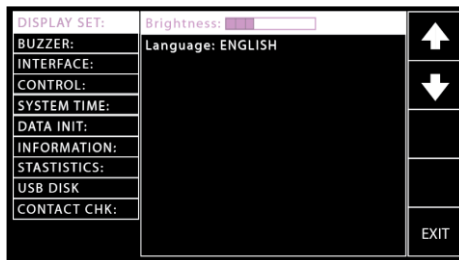 DISPLAY SET:
Brightness:
BUZZER:
Language: ENGLISH
INTERFACE:
CONTROL:
SYSTEM TIME:
DATA INIT:
INFORMATION:
STASTISTICS:
USB DISK
CONTACT CHK:
EXIT